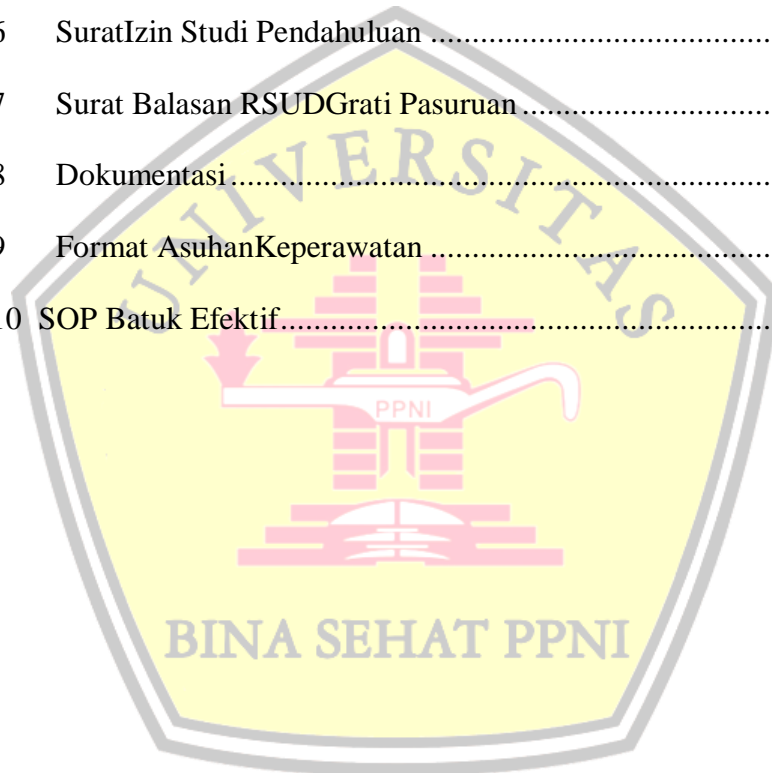 6 SuratIzin Studi Pendahuluan ........................................
7 Surat Balasan RSUDGrati Pasuruan ..............................
8 Dokumentasi ..................................................................
9 Format AsuhanKeperawatan ........................................
10 SOP Batuk Efektif...........................................................
UNIVERSITAS
PPNI
BINA SEHAT PPNI